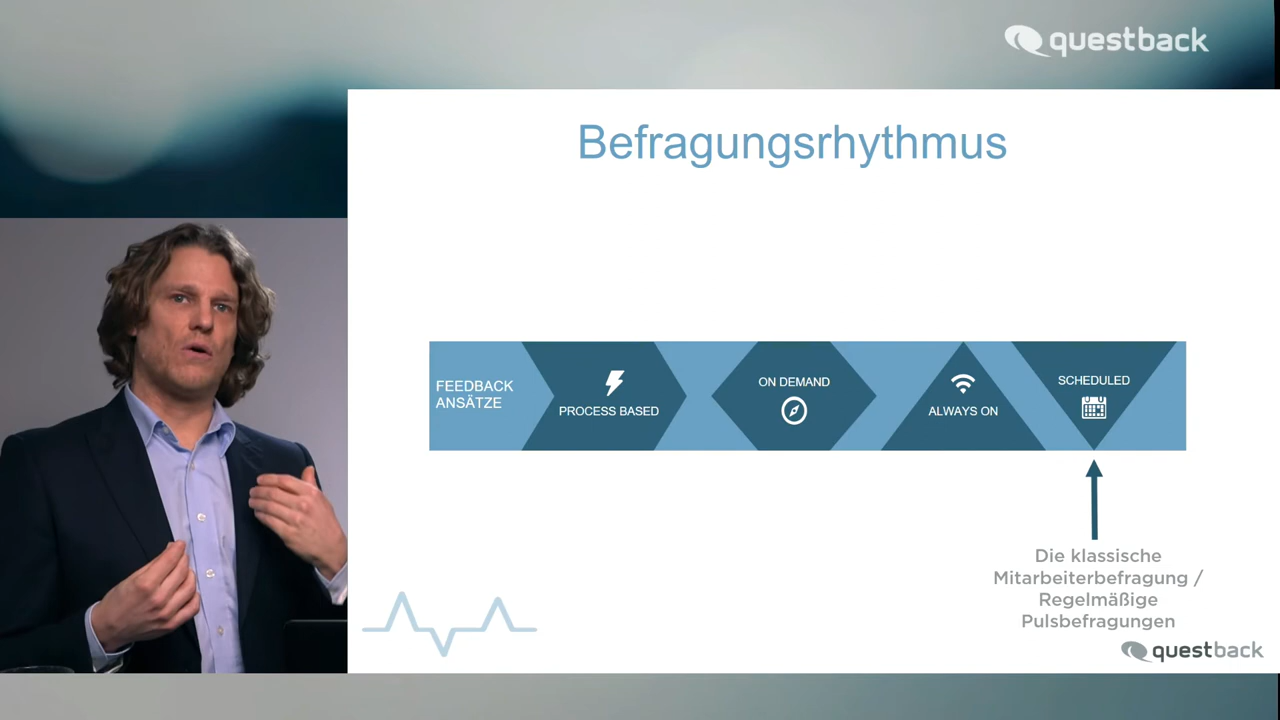 questback
Befragungsrhythmus
FEEDBACK
ANSÄTZE
PROCESS BASED
ON DEMAND
ALWAYS ON
SCHEDULED
Die klassische
Mitarbeiterbefragung /
Regelmäßige
Pulsbefragungen
questback